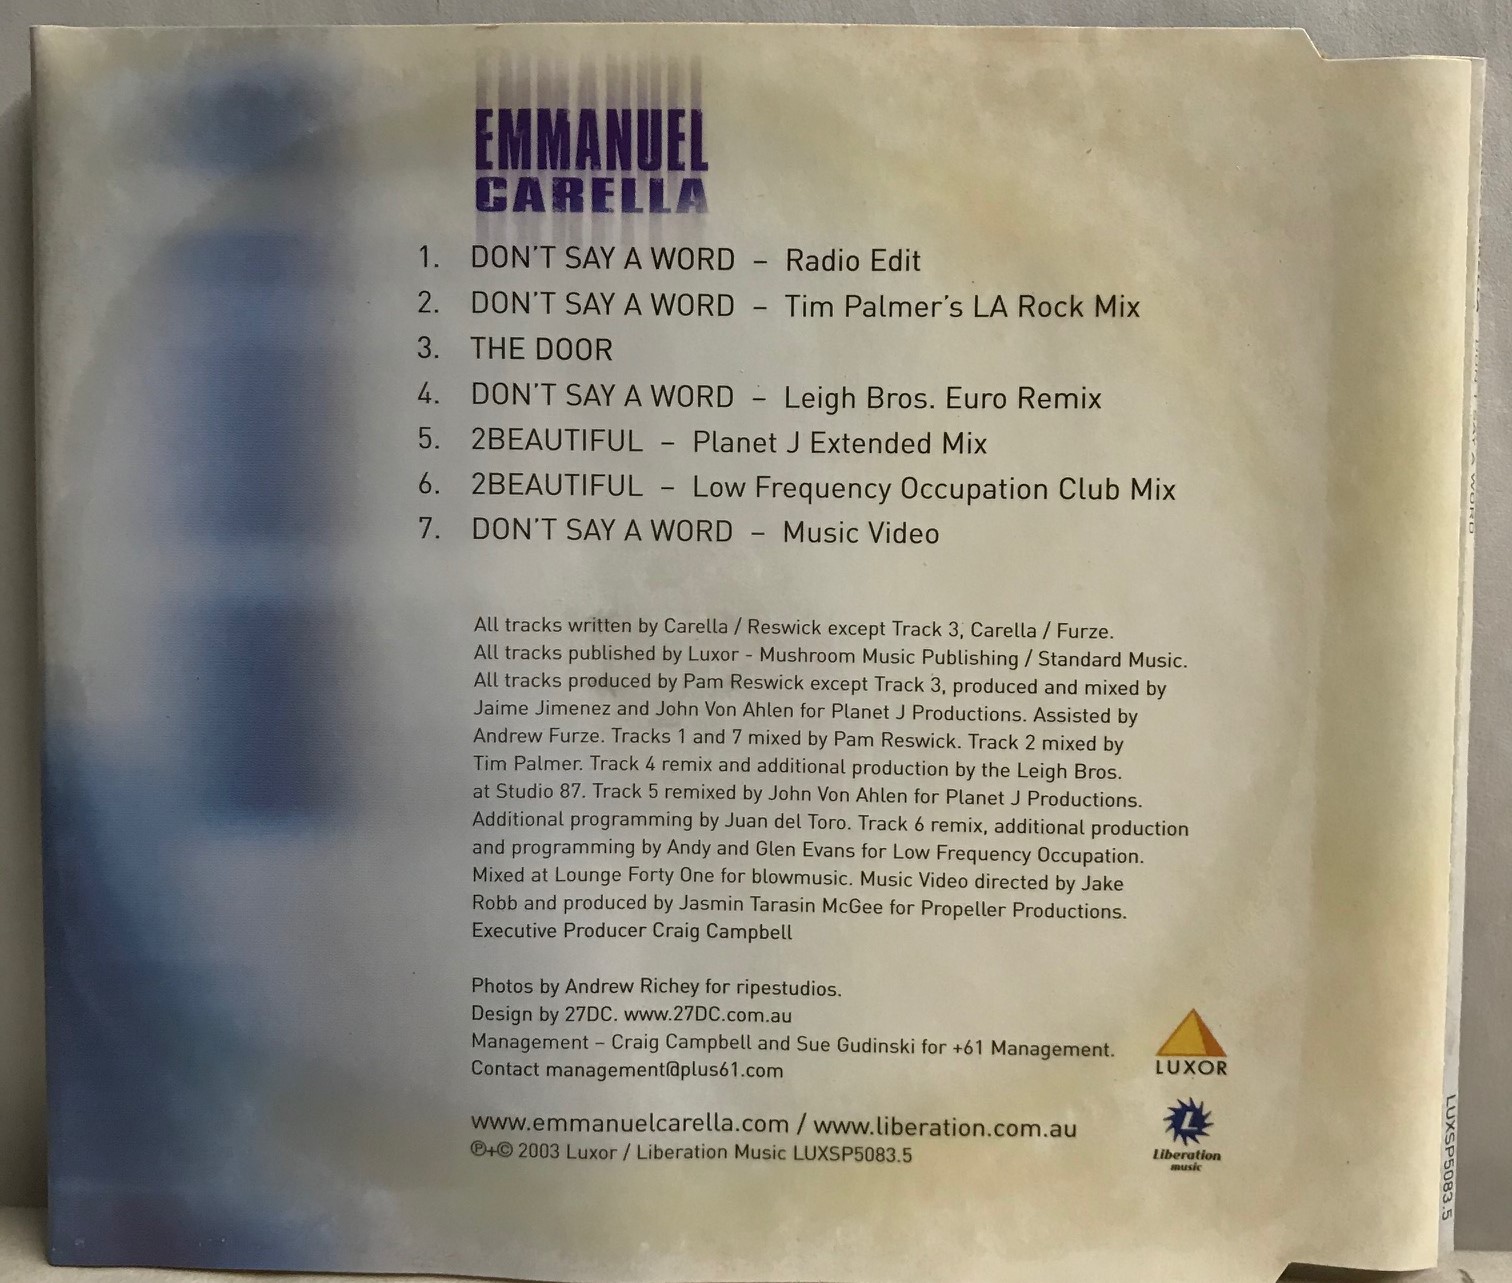 EMMANUEL
CARELLA
1. DON'T SAY A WORD – Radio Edit
2. DON'T SAY A WORD – Tim Palmer's LA Rock Mix
3. THE DOOR
4. DON'T SAY A WORD – Leigh Bros. Euro Remix
5. 2BEAUTIFUL – Planet J Extended Mix
6. 2BEAUTIFUL – Low Frequency Occupation Club Mix
7. DON'T SAY A WORD – Music Video
All tracks written by Carella / Reswick except Track 3, Carella / Furze.
All tracks published by Luxor - Mushroom Music Publishing / Standard Music.
All tracks produced by Pam Reswick except Track 3, produced and mixed by
Jaime Jimenez and John Von Ahlen for Planet J Productions. Assisted by
Andrew Furze. Tracks 1 and 7 mixed by Pam Reswick. Track 2 mixed by
Tim Palmer. Track 4 remix and additional production by the Leigh Bros.
at Studio 87. Track 5 remixed by John Von Ahlen for Planet J Productions.
Additional programming by Juan del Toro. Track 6 remix, additional production
and programming by Andy and Glen Evans for Low Frequency Occupation.
Mixed at Lounge Forty One for blowmusic. Music Video directed by Jake
Robb and produced by Jasmin Tarasin McGee for Propeller Productions.
Executive Producer Craig Campbell
Photos by Andrew Richey for ripestudios.
Design by 27DC. www.27DC.com.au
Management – Craig Campbell and Sue Gudinski for +61 Management.
Contact management@plus61.com
www.emmanuelcarella.com / www.liberation.com.au
℗+© 2003 Luxor / Liberation Music LUXSP5083.5
LUXOR
L
Liberation
music
SAY A WORD
LUXSP5083.5